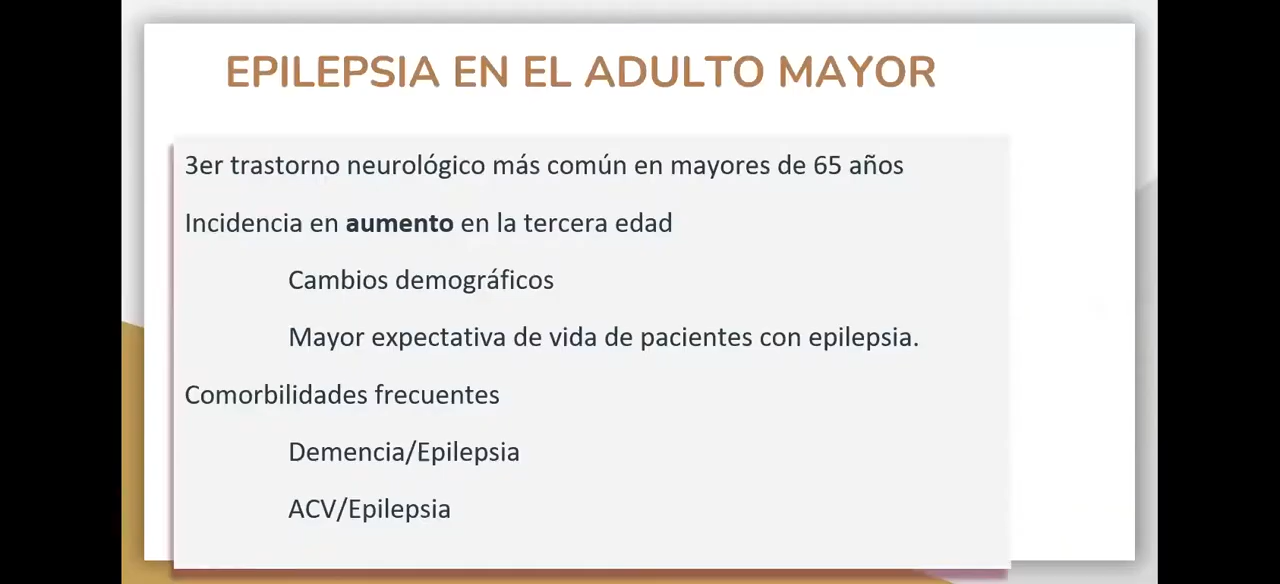 EPILEPSIA EN EL ADULTO MAYOR
3er trastorno neurológico más común en mayores de 65 años
Incidencia en aumento en la tercera edad
Cambios demográficos
Mayor expectativa de vida de pacientes con epilepsia.
Comorbilidades frecuentes
Demencia/Epilepsia
ACV/Epilepsia